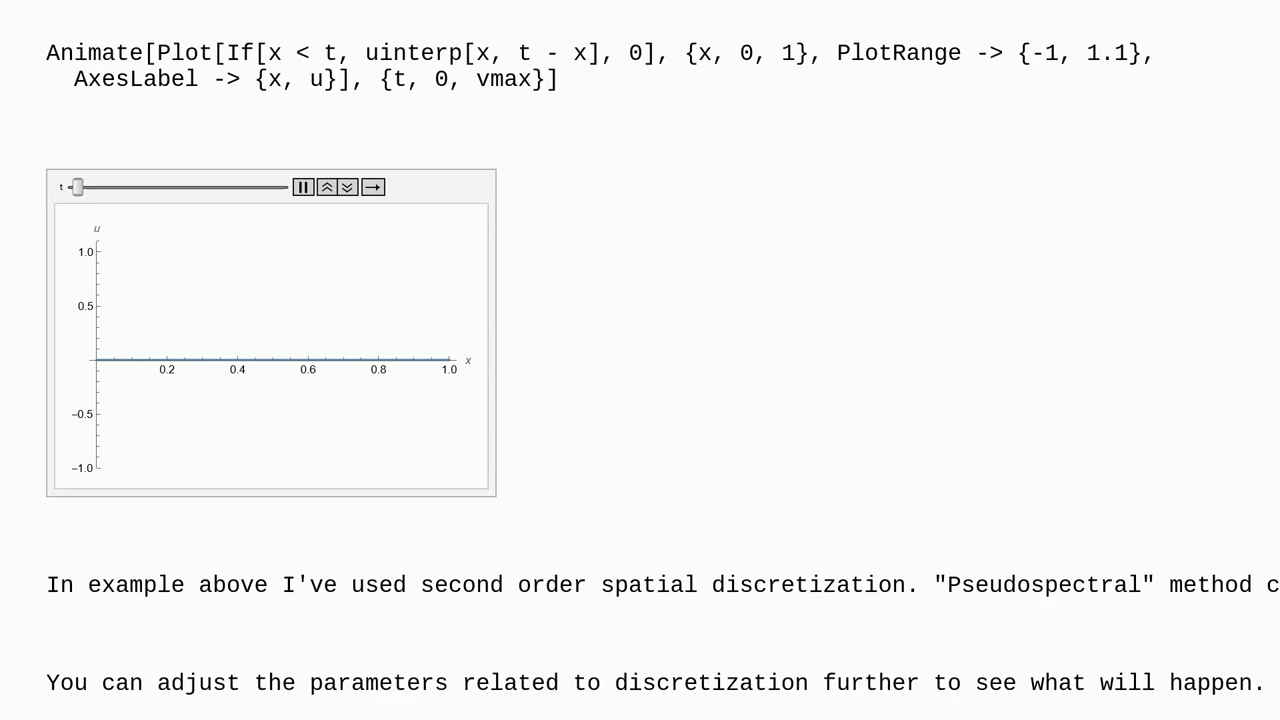 Animate[Plot[If[x < t, uinterp[x, t - x], 0], {x, 0, 1}, PlotRange -> {-1, 1.1},
AxesLabel -> {x, u}], {t, 0, vmax}]
t
u
1.0
0.5
x
0.2 0.4 0.6 0.8 1.0
−0.5
−1.0
In example above I've used second order spatial discretization. "Pseudospectral" method c
You can adjust the parameters related to discretization further to see what will happen.